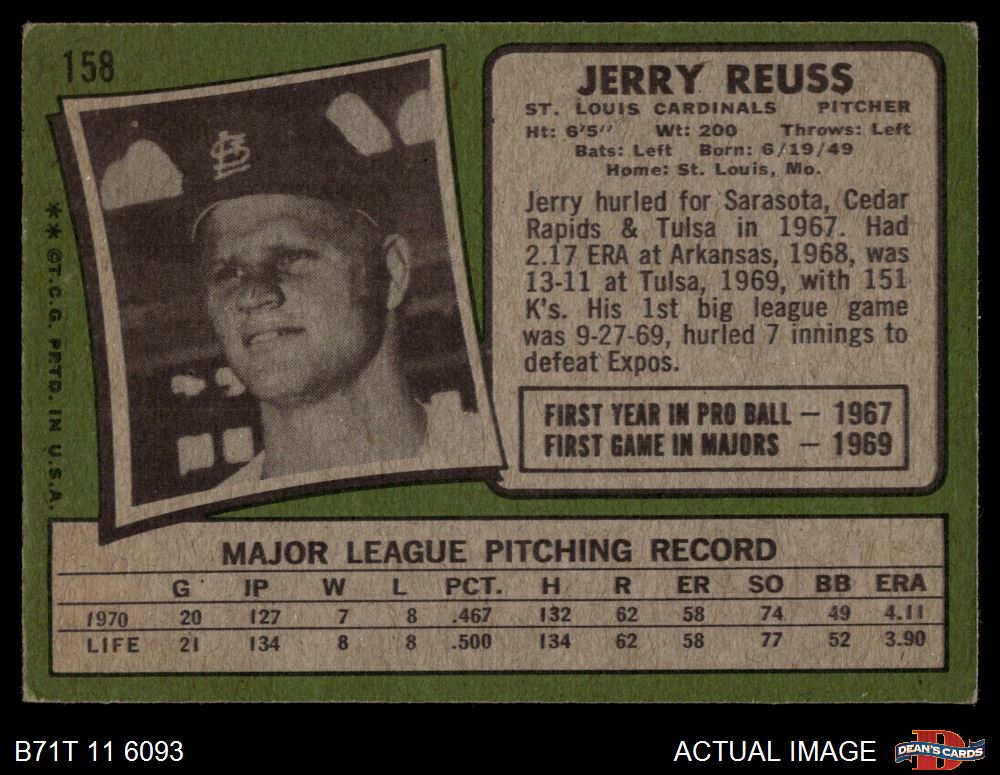 158
JERRY REUSS
ST. LOUIS CARDINALS PITCHER
Ht: 6'5" Wt: 200 Throws: Left
Bats: Left Born: 6/19/49
Home: St. Louis, Mo.
Jerry hurled for Sarasota, Cedar
Rapids & Tulsa in 1967. Had
2.17 ERA at Arkansas, 1968, was
13-11 at Tulsa, 1969, with 151
K's. His 1st big league game
was 9-27-69, hurled 7 innings to
defeat Expos.
FIRST YEAR IN PRO BALL — 1967
FIRST GAME IN MAJORS — 1969
StL
** ©T.C.G. PRTD. IN U.S.A.
MAJOR LEAGUE PITCHING RECORD
G IP W L PCT. H R ER SO BB ERA
1970 20 127 7 8 .467 132 62 58 74 49 4.11
LIFE 21 134 8 8 .500 134 62 58 77 52 3.90
B71T 11 6093
ACTUAL IMAGE
D
DEAN'S CARDS